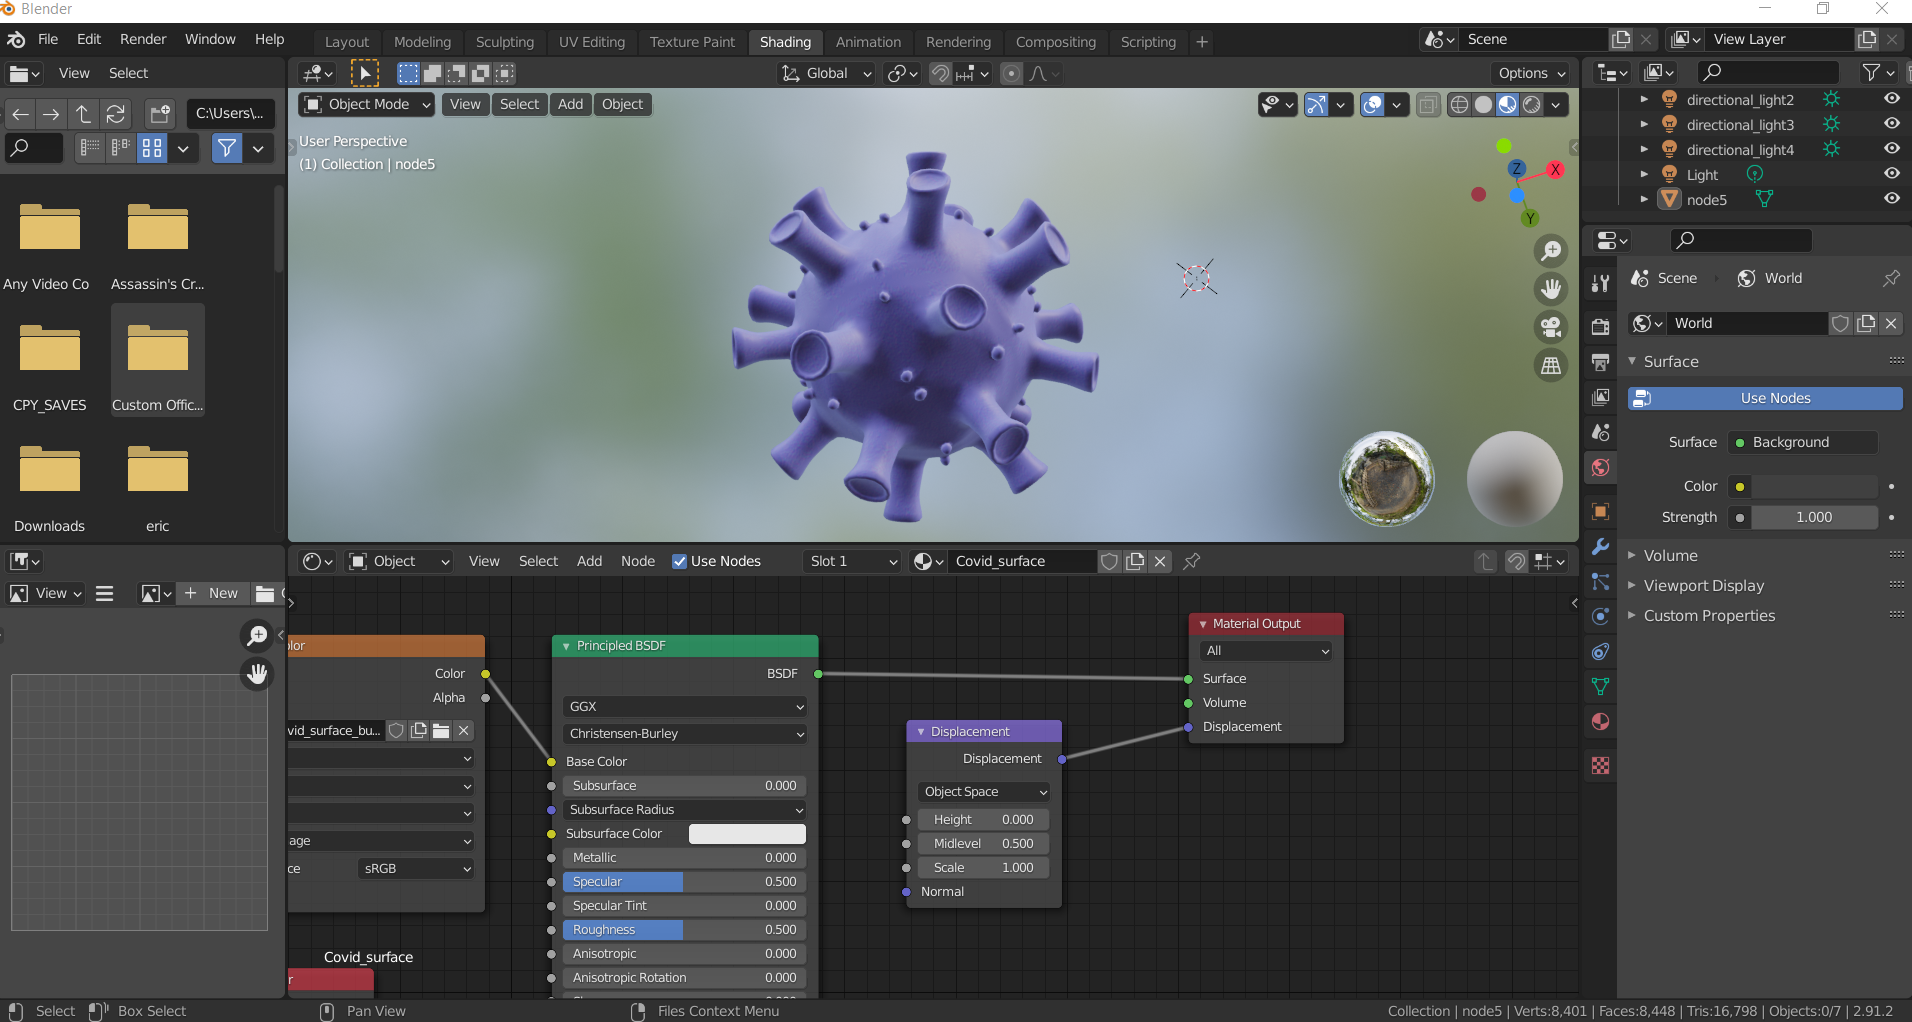 Blender
File Edit Render Window Help
Layout Modeling Sculpting UV Editing Texture Paint Shading Animation Rendering Compositing Scripting +
Scene
View Layer
View Select
Global
Options
C:\Users\...
Object Mode View Select Add Object
User Perspective
(1) Collection | node5
Z X Y
Any Video Co Assassin's Cr...
CPY_SAVES Custom Offic...
Downloads eric
directional_light2
directional_light3
directional_light4
Light
node5
Scene World
World
Surface
Use Nodes
Surface Background
Color
Strength 1.000
Volume
Viewport Display
Custom Properties
View + New
Object View Select Add Node Use Nodes Slot 1 Covid_surface
olor
Color
Alpha
vid_surface_bu...
age
ce sRGB
Covid_surface
r
Principled BSDF
BSDF
GGX
Christensen-Burley
Base Color
Subsurface 0.000
Subsurface Radius
Subsurface Color
Metallic 0.000
Specular 0.500
Specular Tint 0.000
Roughness 0.500
Anisotropic 0.000
Anisotropic Rotation 0.000
Displacement
Displacement
Object Space
Height 0.000
Midlevel 0.500
Scale 1.000
Normal
Material Output
All
Surface
Volume
Displacement
Select Box Select Pan View Files Context Menu
Collection | node5 | Verts:8,401 | Faces:8,448 | Tris:16,798 | Objects:0/7 | 2.91.2